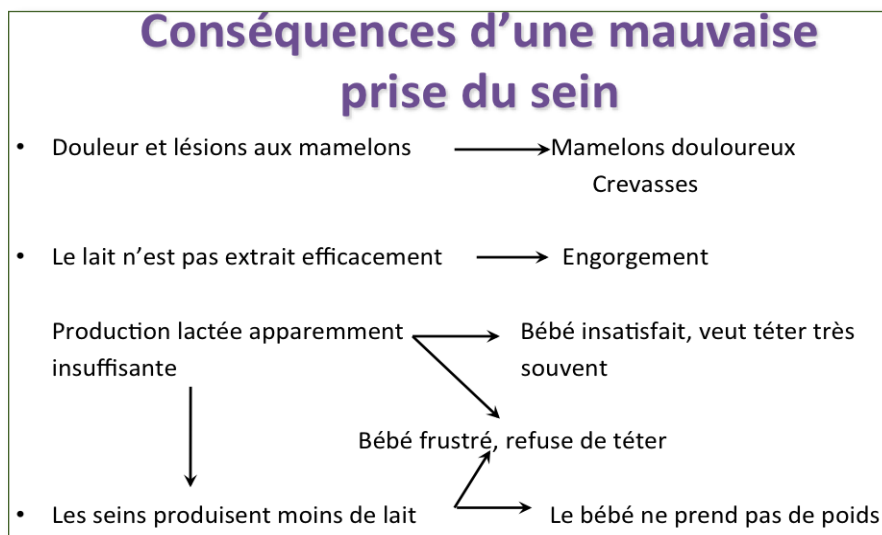 Conséquences d’une mauvaise
prise du sein
• Douleur et lésions aux mamelons Mamelons douloureux
Crevasses
• Le lait n’est pas extrait efficacement Engorgement
Production lactée apparemment Bébé insatisfait, veut téter très
insuffisante souvent
Bébé frustré, refuse de téter
• Les seins produisent moins de lait Le bébé ne prend pas de poids